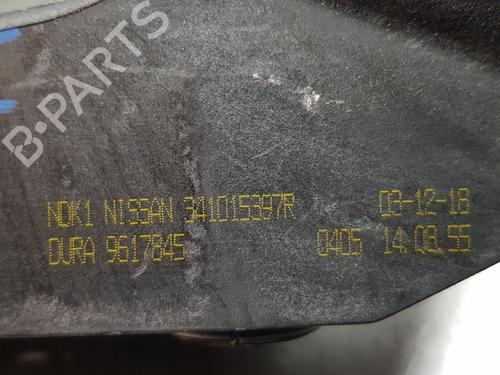 B-PARTS
NDK1 NISSAN 341015397R 03-12-18
DURA 9617845 0405 14:08:55